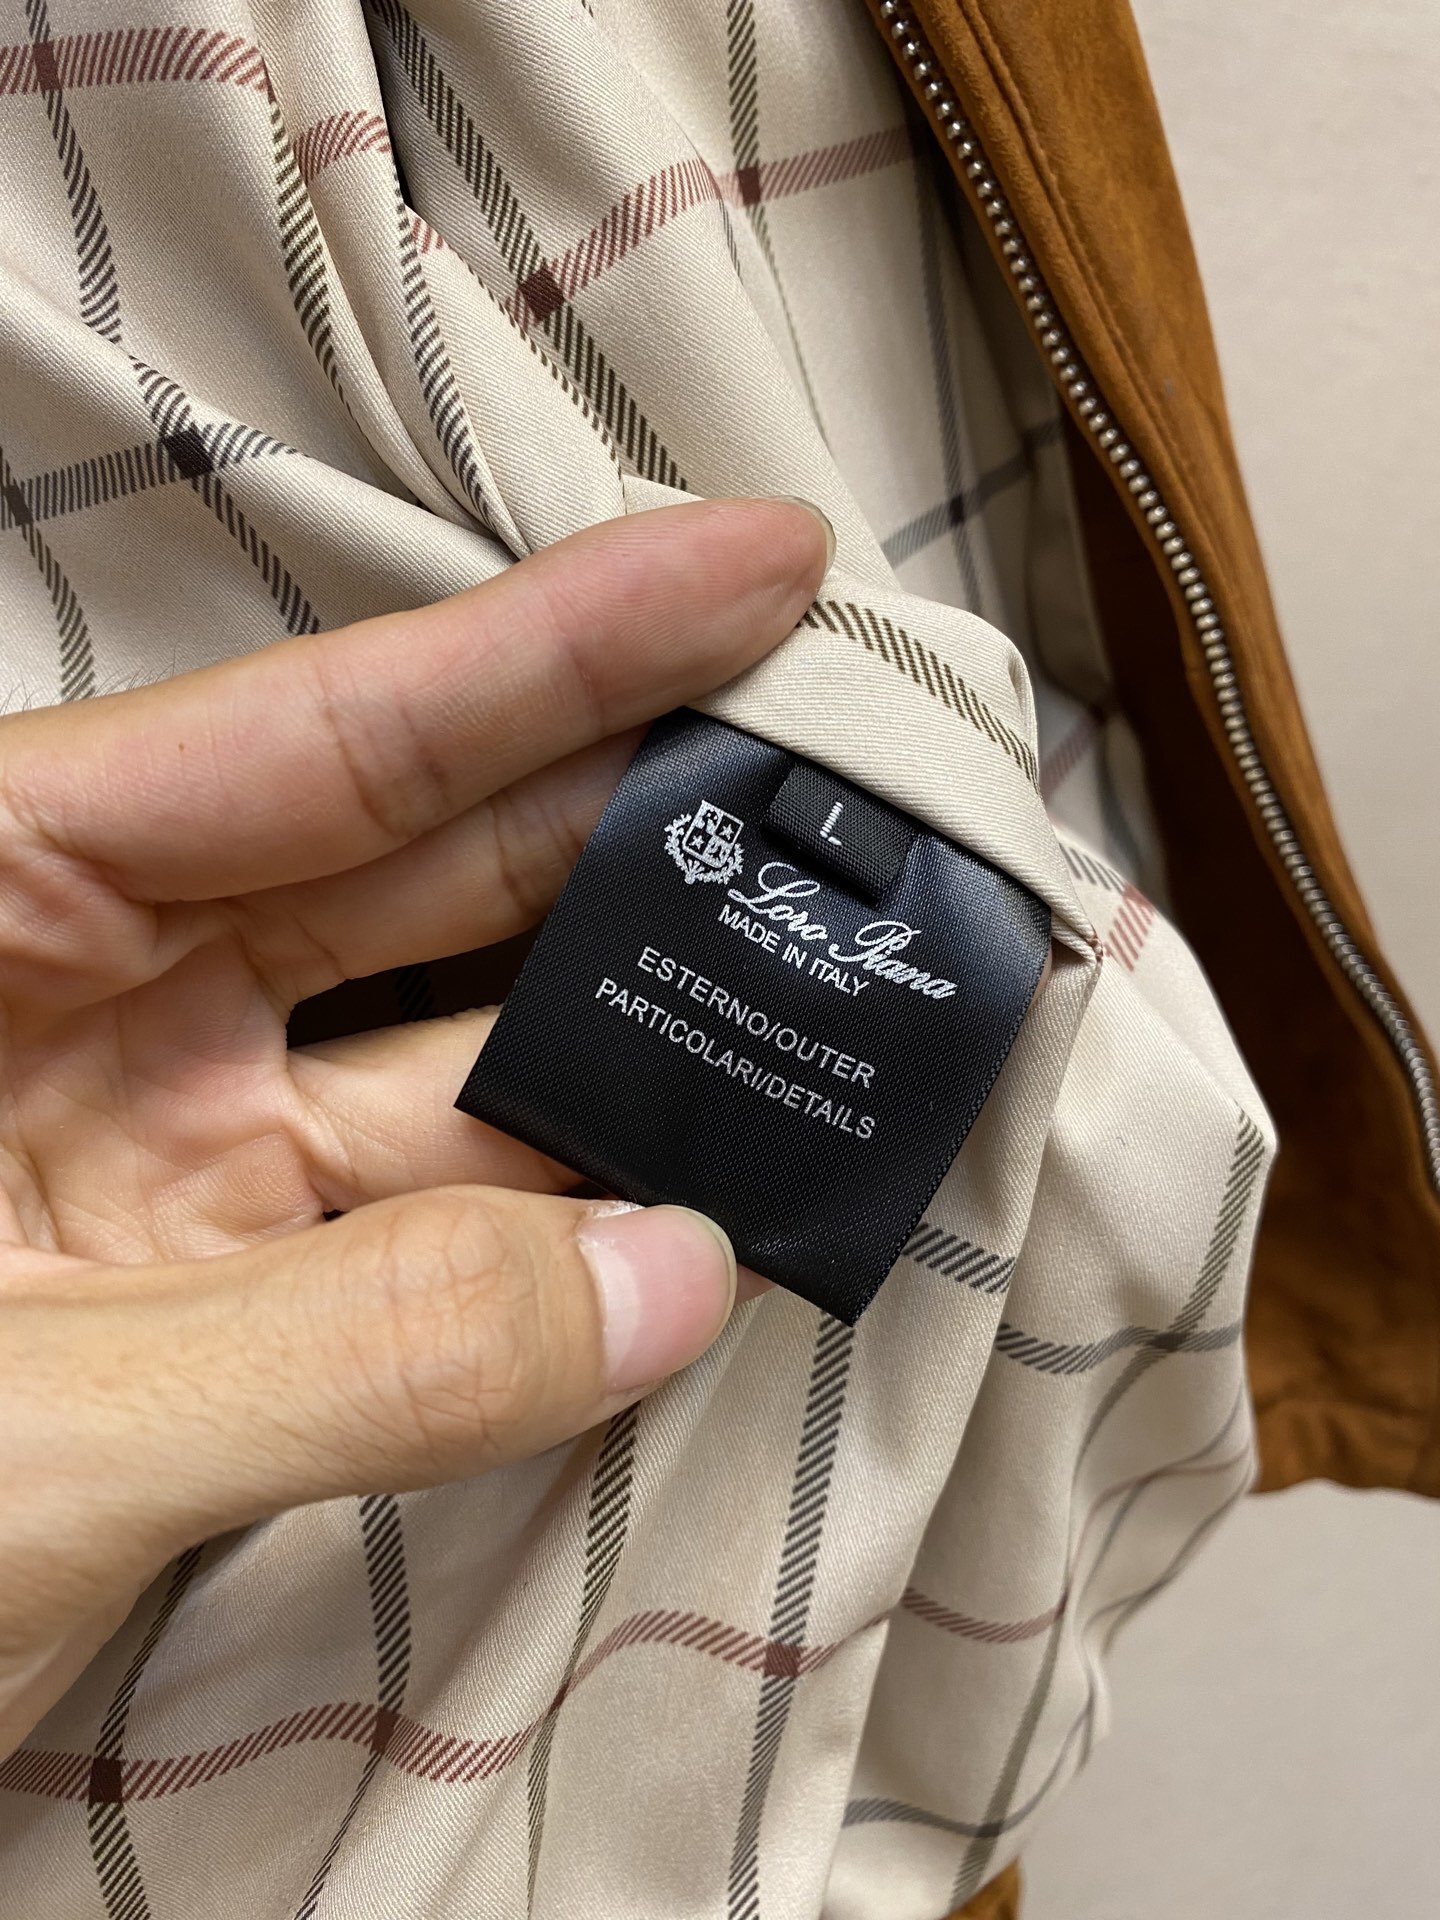 L
Loro Piana
MADE IN ITALY
ESTERNO/OUTER
PARTICOLARI/DETAILS